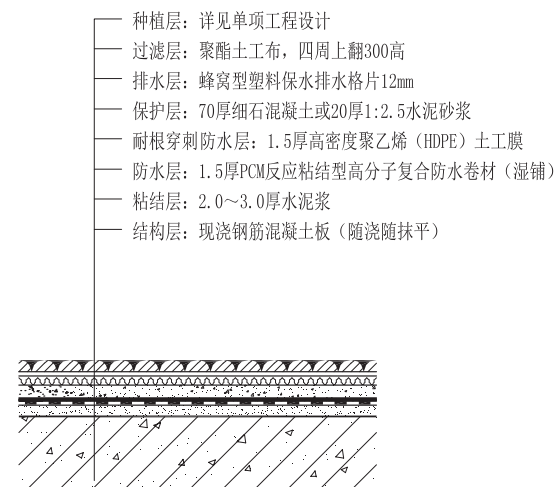 种植层：详见单项工程设计
过滤层：聚酯土工布，四周上翻300高
排水层：蜂窝型塑料保水排水格片12mm
保护层：70厚细石混凝土或20厚1:2.5水泥砂浆
耐根穿刺防水层：1.5厚高密度聚乙烯（HDPE）土工膜
防水层：1.5厚PCM反应粘结型高分子复合防水卷材（湿铺）
粘结层：2.0～3.0厚水泥浆
结构层：现浇钢筋混凝土板（随浇随抹平）